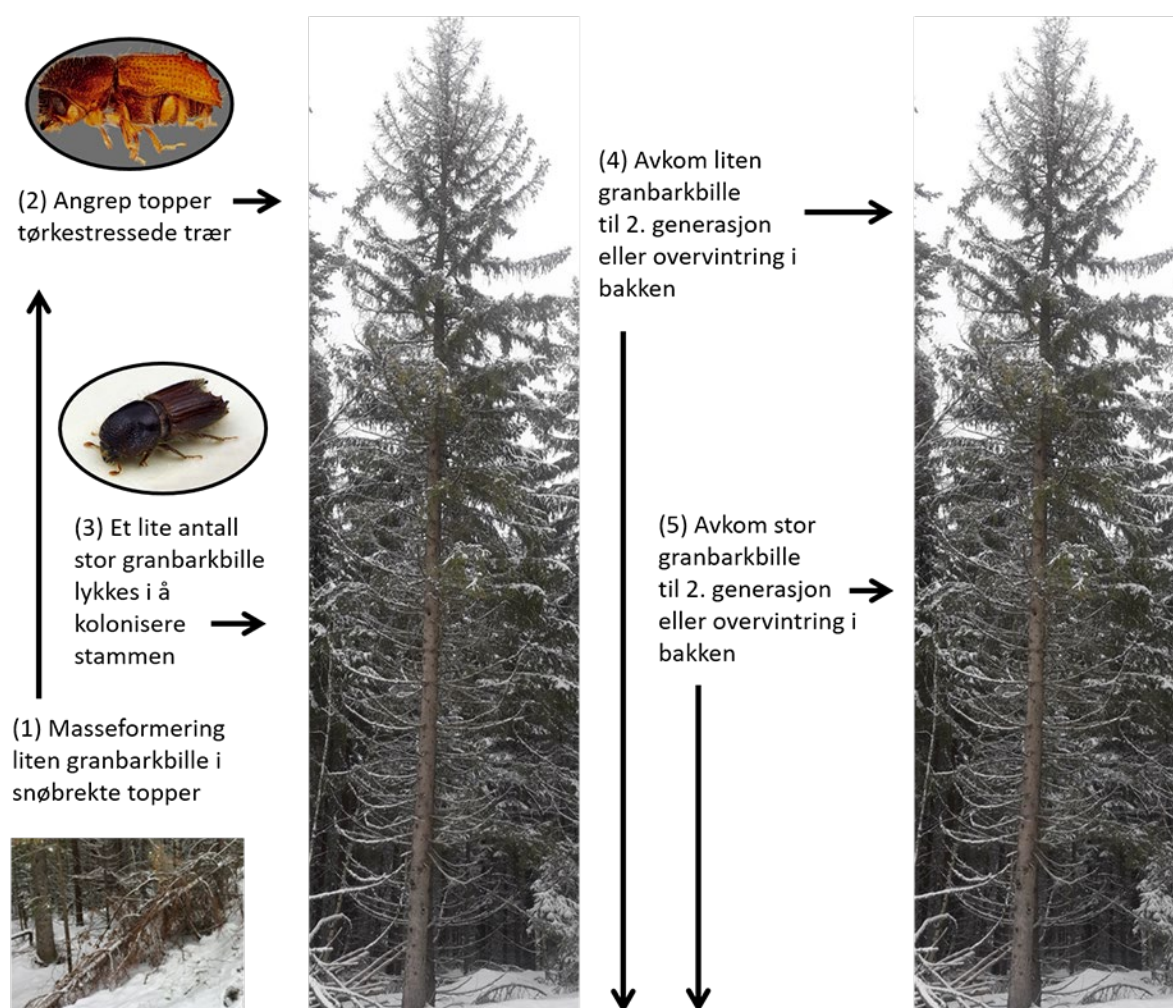 (2) Angrep topper
tørkestressede trær
(3) Et lite antall
stor granbarkbille
lykkes i å
kolonisere
stammen
(1) Masseformering
liten granbarkbille i
snøbrekte topper
(4) Avkom liten
granbarkbille
til 2. generasjon
eller overvintring i
bakken
(5) Avkom stor
granbarkbille
til 2. generasjon
eller overvintring i
bakken